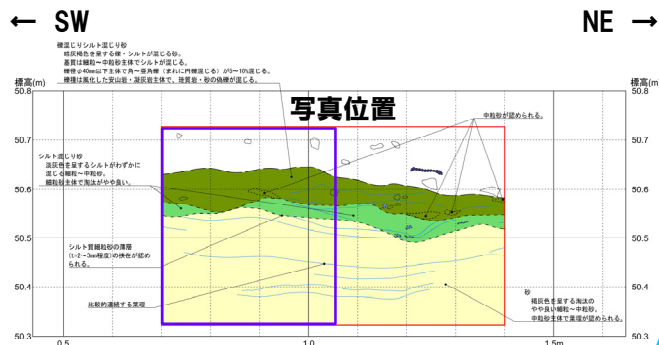 ← SW
NE →
礫混じりシルト混じり砂
暗灰褐色を呈する礫・シルトが混じる砂。
基質は細粒~中粒砂主体でシルトが混じる。
礫径φ40mm以下主体で角~亜角礫（まれに円礫混じる）が5~10%混じる。
礫種は風化した安山岩・凝灰岩主体で、珪質岩・砂の偽礫が混じる。
標高(m)
標高(m)
50.8
50.8
写真位置
中粒砂が認められる。
50.7
50.7
シルト混じり砂
淡灰色を呈するシルトがわずかに
混じる細粒~中粒砂。
細粒砂主体で淘汰がやや良い。
50.6
50.6
50.5
50.5
シルト質細粒砂の薄層
(t=2~3mm程度)の挟在が認め
られる。
50.4
50.4
比較的連続する葉理
砂
褐灰色を呈する淘汰の
やや良い細粒~中粒砂。
中粒砂主体で葉理が認められる。
50.3
50.3
0.5
1.0
1.5m